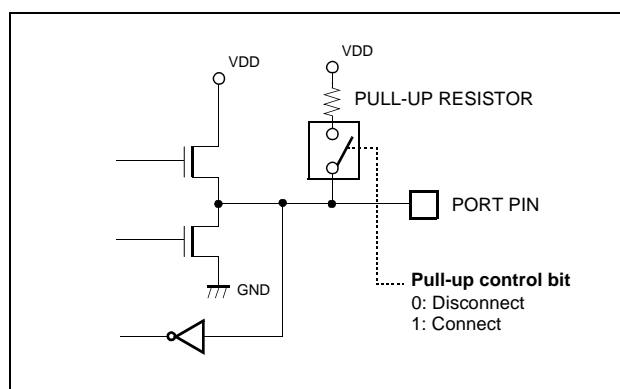 VDD
VDD
PULL-UP RESISTOR
PORT PIN
GND
Pull-up control bit
0: Disconnect
1: Connect